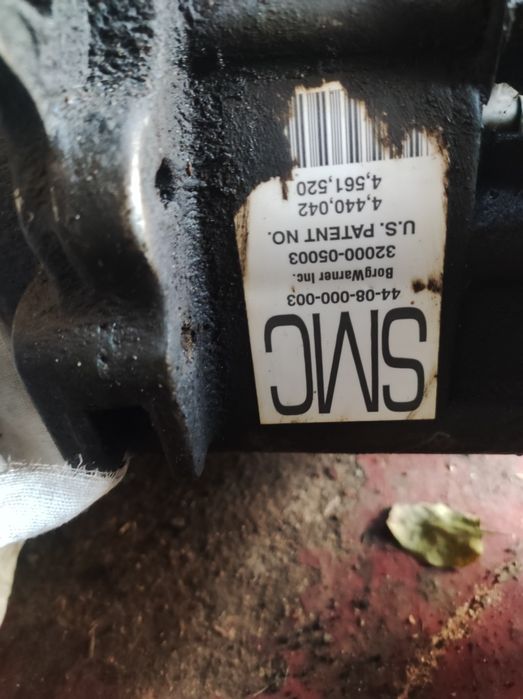 SMC
44-08-000-003
BorgWarner Inc.
32000-05003
U.S. PATENT NO.
4,440,042
4,561,520